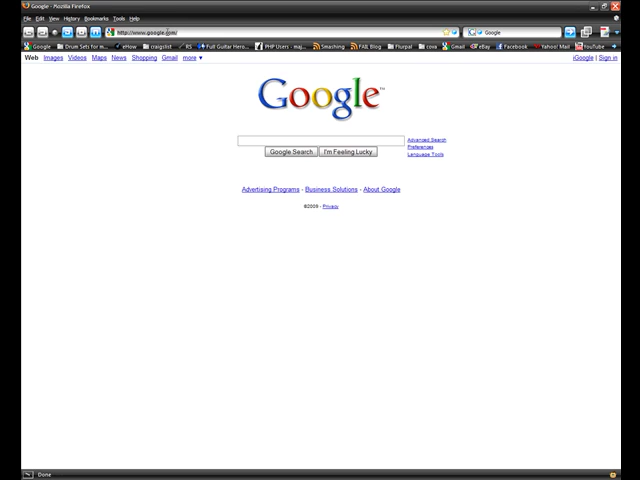 Google - Mozilla Firefox
File Edit View History Bookmarks Tools Help
http://www.google.com/
Google
Google Drum Sets for m... eHow craigslist RS Full Guitar Hero... PHP Users - maj... Smashing FAIL Blog Flurpal cova Gmail eBay Facebook Yahoo! Mail YouTube
Web Images Videos Maps News Shopping Gmail more ▼ iGoogle | Sign in
Google™
Advanced Search
Preferences
Language Tools
Google Search I'm Feeling Lucky
Advertising Programs - Business Solutions - About Google
©2009 - Privacy
Done